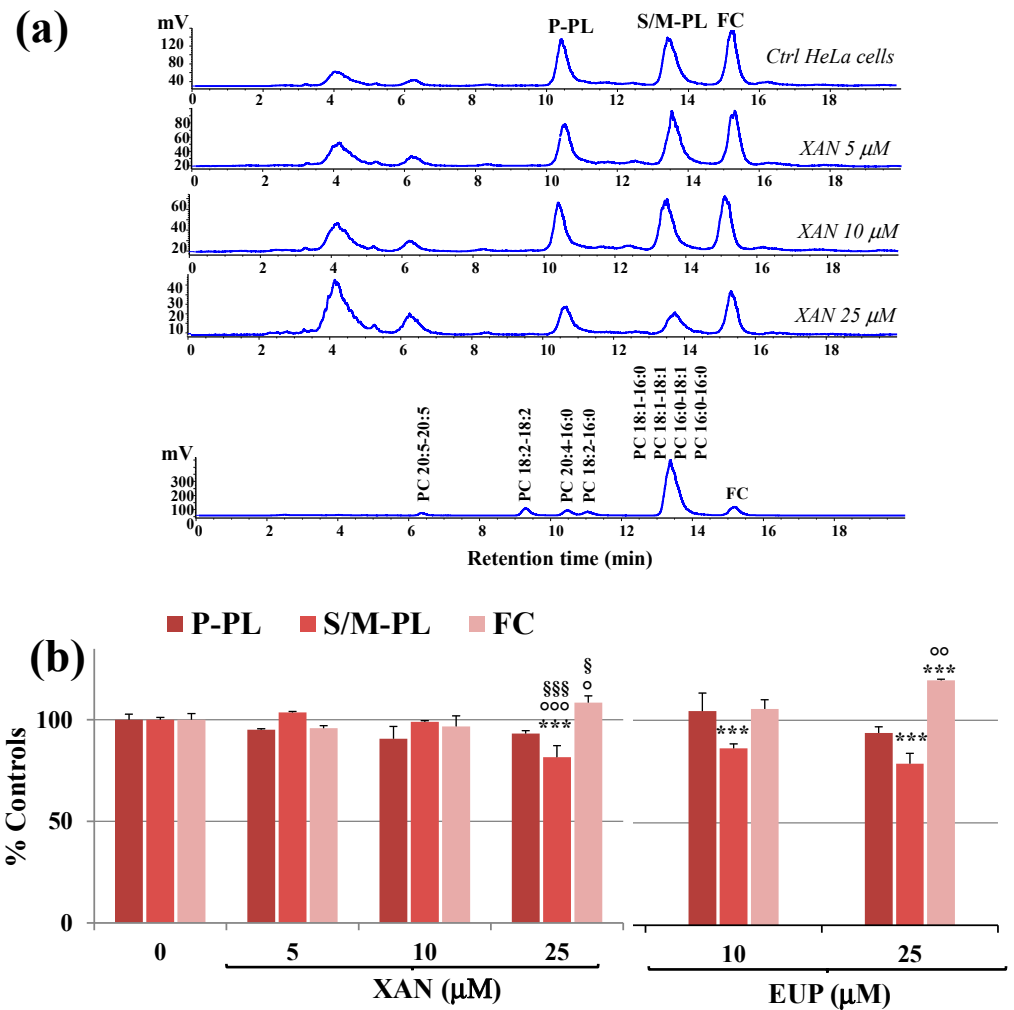 (a)
mV
P-PL
S/M-PL
FC
Ctrl HeLa cells
120
80
40
0 2 4 6 8 10 12 14 16 18
XAN 5 μM
80
60
40
20
0 2 4 6 8 10 12 14 16 18
XAN 10 μM
60
40
20
0 2 4 6 8 10 12 14 16 18
XAN 25 μM
40
30
20
10
0 2 4 6 8 10 12 14 16 18
mV
PC 20:5-20:5
PC 18:2-18:2
PC 20:4-16:0
PC 18:2-16:0
PC 18:1-16:0
PC 18:1-18:1
PC 16:0-18:1
PC 16:0-16:0
FC
300
200
100
0
0 2 4 6 8 10 12 14 16 18
Retention time (min)
P-PL S/M-PL FC
(b)
% Controls
100
50
0
§§§
°°°
***
§
°
***
***
°°
***
0 5 10 25 10 25
XAN (μM) EUP (μM)